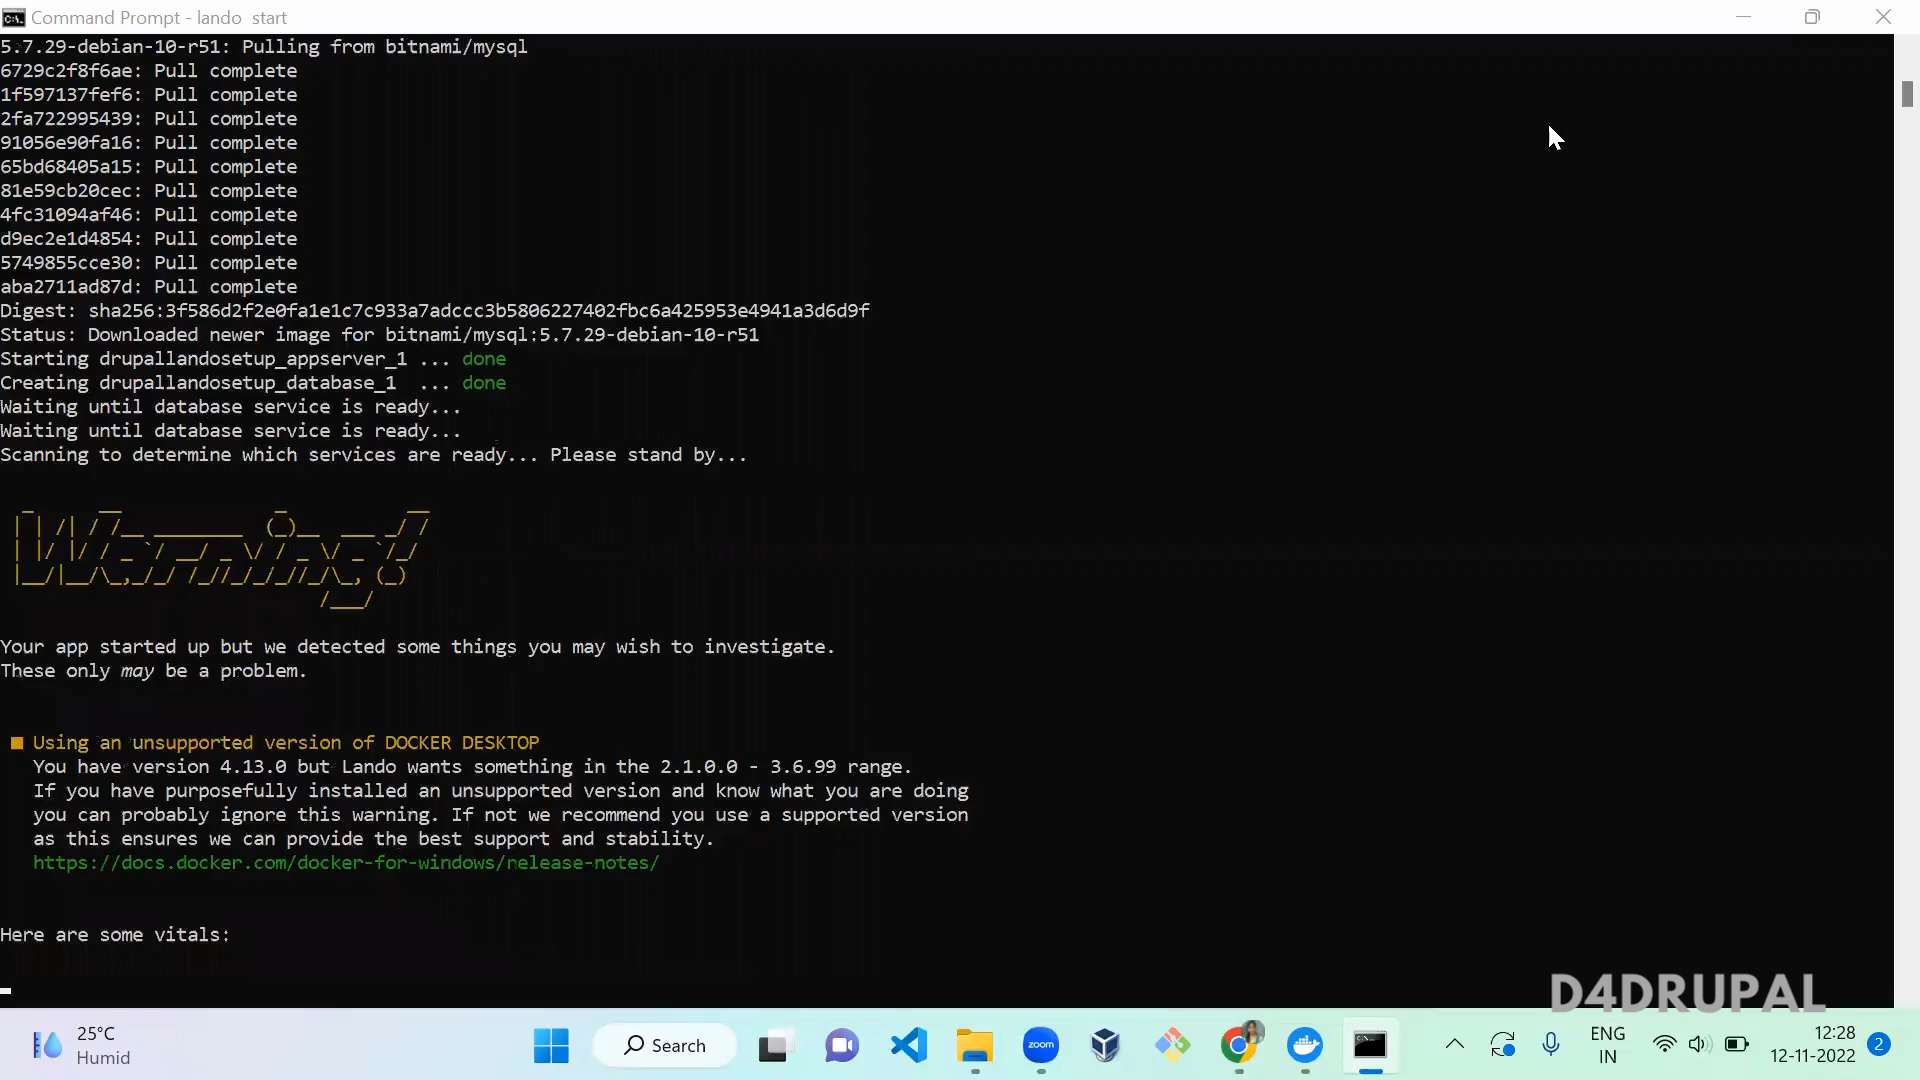 Command Prompt - lando  start
5.7.29-debian-10-r51: Pulling from bitnami/mysql
6729c2f8f6ae: Pull complete
1f597137fef6: Pull complete
2fa722995439: Pull complete
91056e90fa16: Pull complete
65bd68405a15: Pull complete
81e59cb20cec: Pull complete
4fc31094af46: Pull complete
d9ec2e1d4854: Pull complete
5749855cce30: Pull complete
aba2711ad87d: Pull complete
Digest: sha256:3f586d2f2e0fa1e1c7c933a7adccc3b5806227402fbc6a425953e4941a3d6d9f
Status: Downloaded newer image for bitnami/mysql:5.7.29-debian-10-r51
Starting drupallandosetup_appserver_1 ... done
Creating drupallandosetup_database_1  ... done
Waiting until database service is ready...
Waiting until database service is ready...
Scanning to determine which services are ready... Please stand by...
Warning!
Your app started up but we detected some things you may wish to investigate.
These only may be a problem.
■ Using an unsupported version of DOCKER DESKTOP
You have version 4.13.0 but Lando wants something in the 2.1.0.0 - 3.6.99 range.
If you have purposefully installed an unsupported version and know what you are doing
you can probably ignore this warning. If not we recommend you use a supported version
as this ensures we can provide the best support and stability.
https://docs.docker.com/docker-for-windows/release-notes/
Here are some vitals:
D4DRUPAL
25°C
Humid
Search
zoom
ENG
IN
12:28
12-11-2022
2